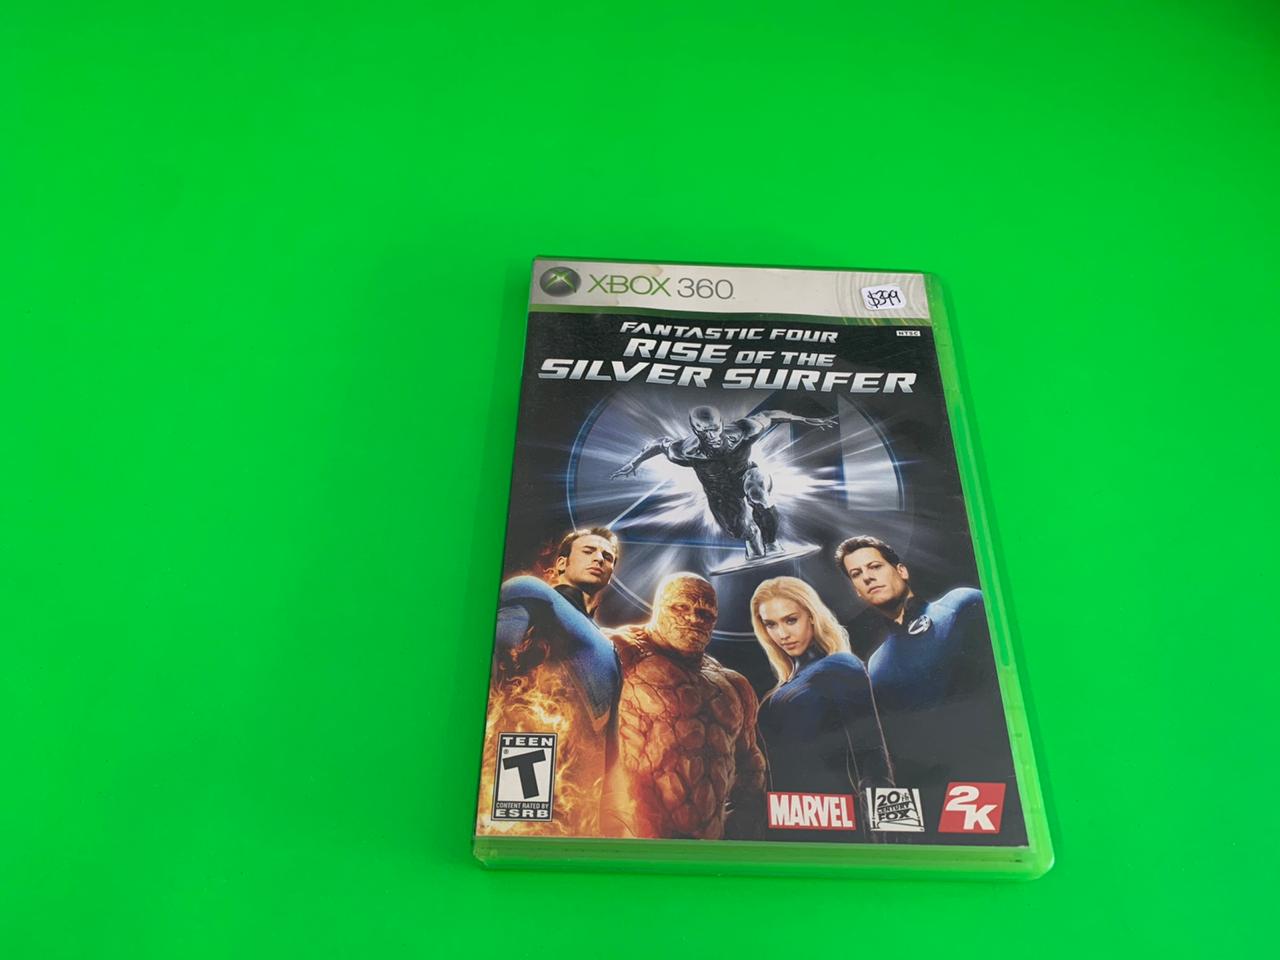 XBOX 360
$3.99
NTSC
FANTASTIC FOUR
RISE OF THE
SILVER SURFER
TEEN
T
CONTENT RATED BY
ESRB
MARVEL
20th
CENTURY
FOX
2K